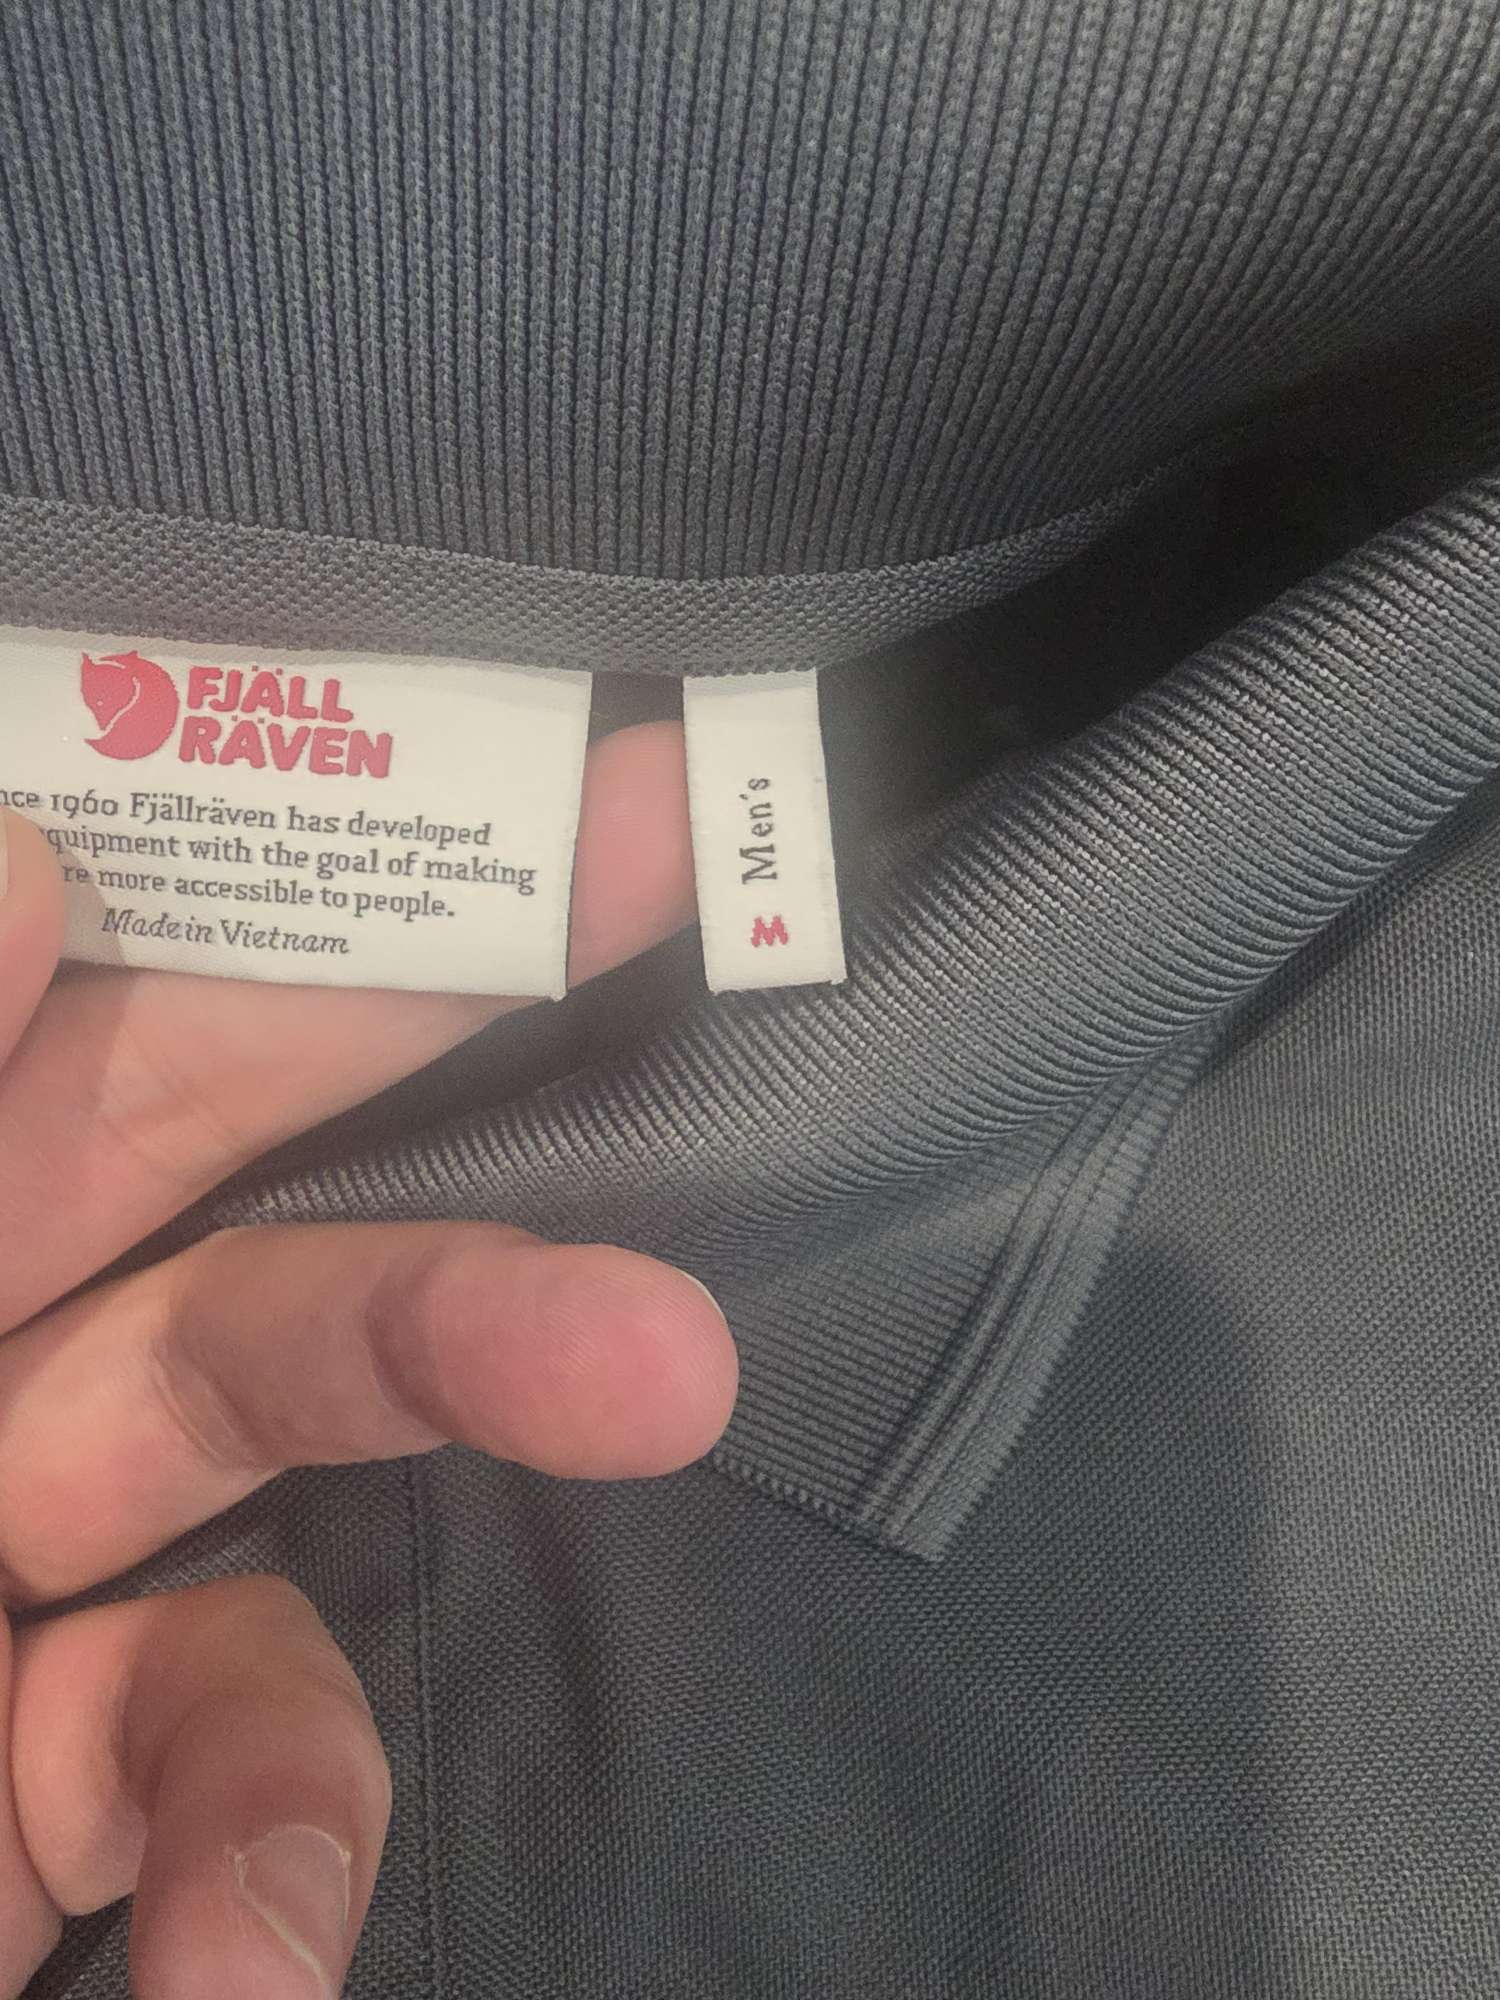 FJÄLL
RÄVEN
nce 1960 Fjällräven has developed
quipment with the goal of making
re more accessible to people.
Made in Vietnam
Men's
M